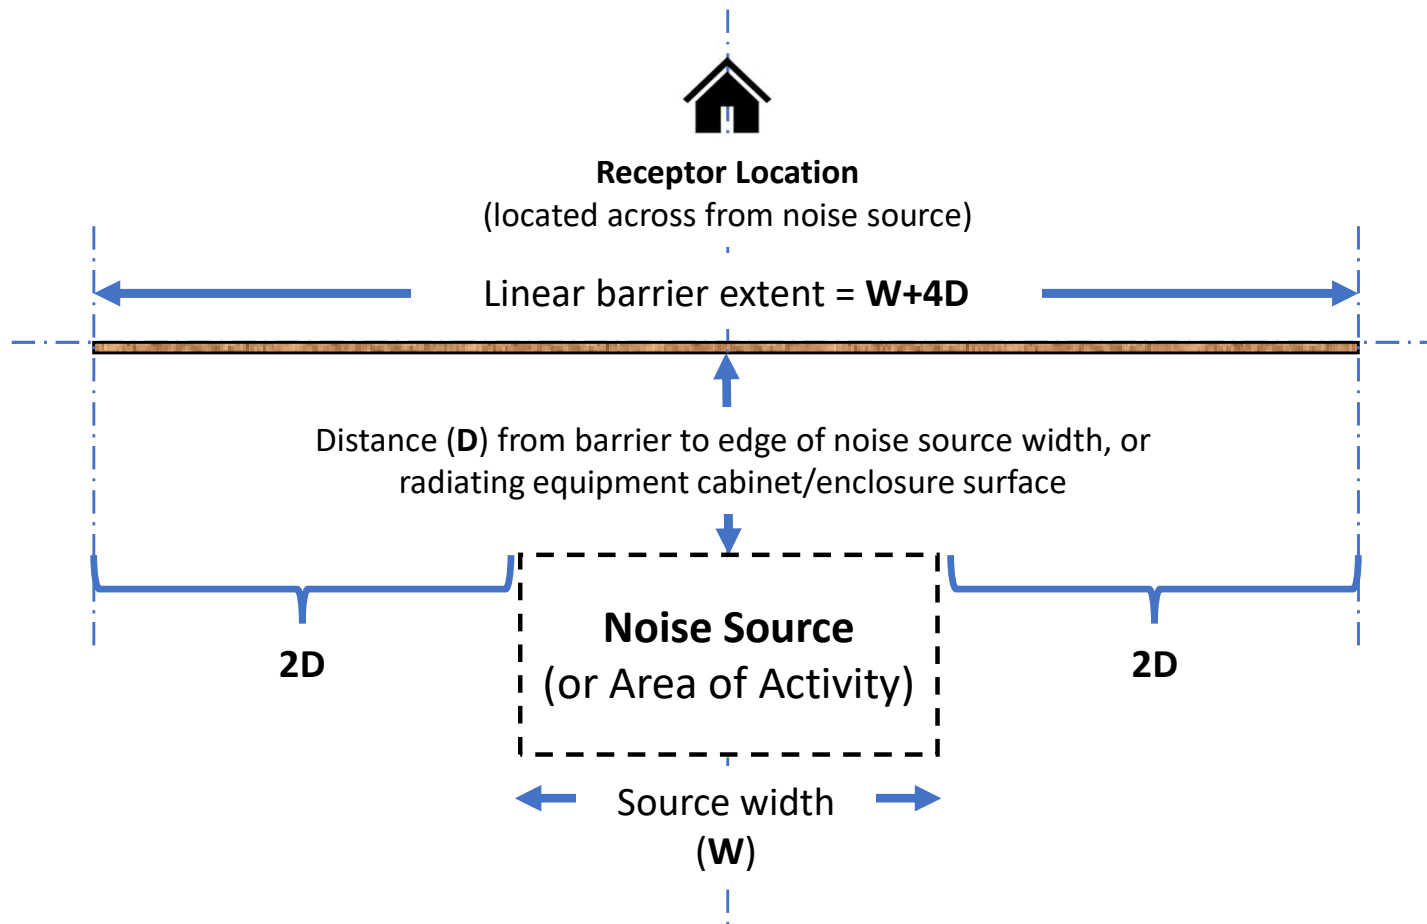 Receptor Location
(located across from noise source)
Linear barrier extent = W+4D
Distance (D) from barrier to edge of noise source width, or
radiating equipment cabinet/enclosure surface
Noise Source
(or Area of Activity)
2D
2D
Source width
(W)